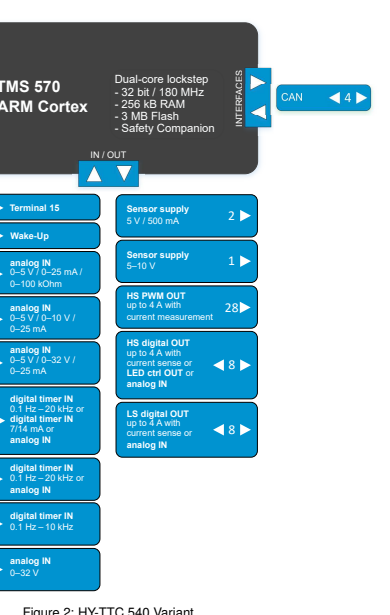 TMS 570
ARM Cortex
Dual-core lockstep
- 32 bit / 180 MHz
- 256 kB RAM
- 3 MB Flash
- Safety Companion
INTERFACES
CAN
4
IN / OUT
Terminal 15
Wake-Up
analog IN
0–5 V / 0–25 mA /
0–100 kOhm
analog IN
0–5 V / 0–10 V /
0–25 mA
analog IN
0–5 V / 0–32 V /
0–25 mA
digital timer IN
0.1 Hz – 20 kHz or
digital timer IN
7/14 mA or
analog IN
digital timer IN
0.1 Hz – 20 kHz or
analog IN
digital timer IN
0.1 Hz – 10 kHz
analog IN
0–32 V
Sensor supply
5 V / 500 mA
2
Sensor supply
5–10 V
1
HS PWM OUT
up to 4 A with
current measurement
28
HS digital OUT
up to 4 A with
current sense or
LED ctrl OUT or
analog IN
8
LS digital OUT
up to 4 A with
current sense or
analog IN
8
Figure 2: HY-TTC 540 Variant